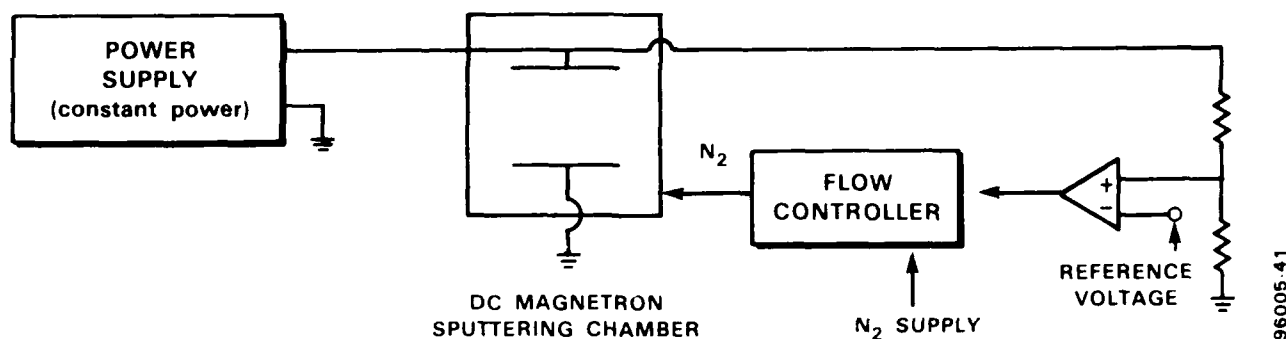 POWER
SUPPLY
(constant power)
N₂
FLOW
CONTROLLER
+
−
REFERENCE
VOLTAGE
DC MAGNETRON
SPUTTERING CHAMBER
N₂ SUPPLY
96005-41